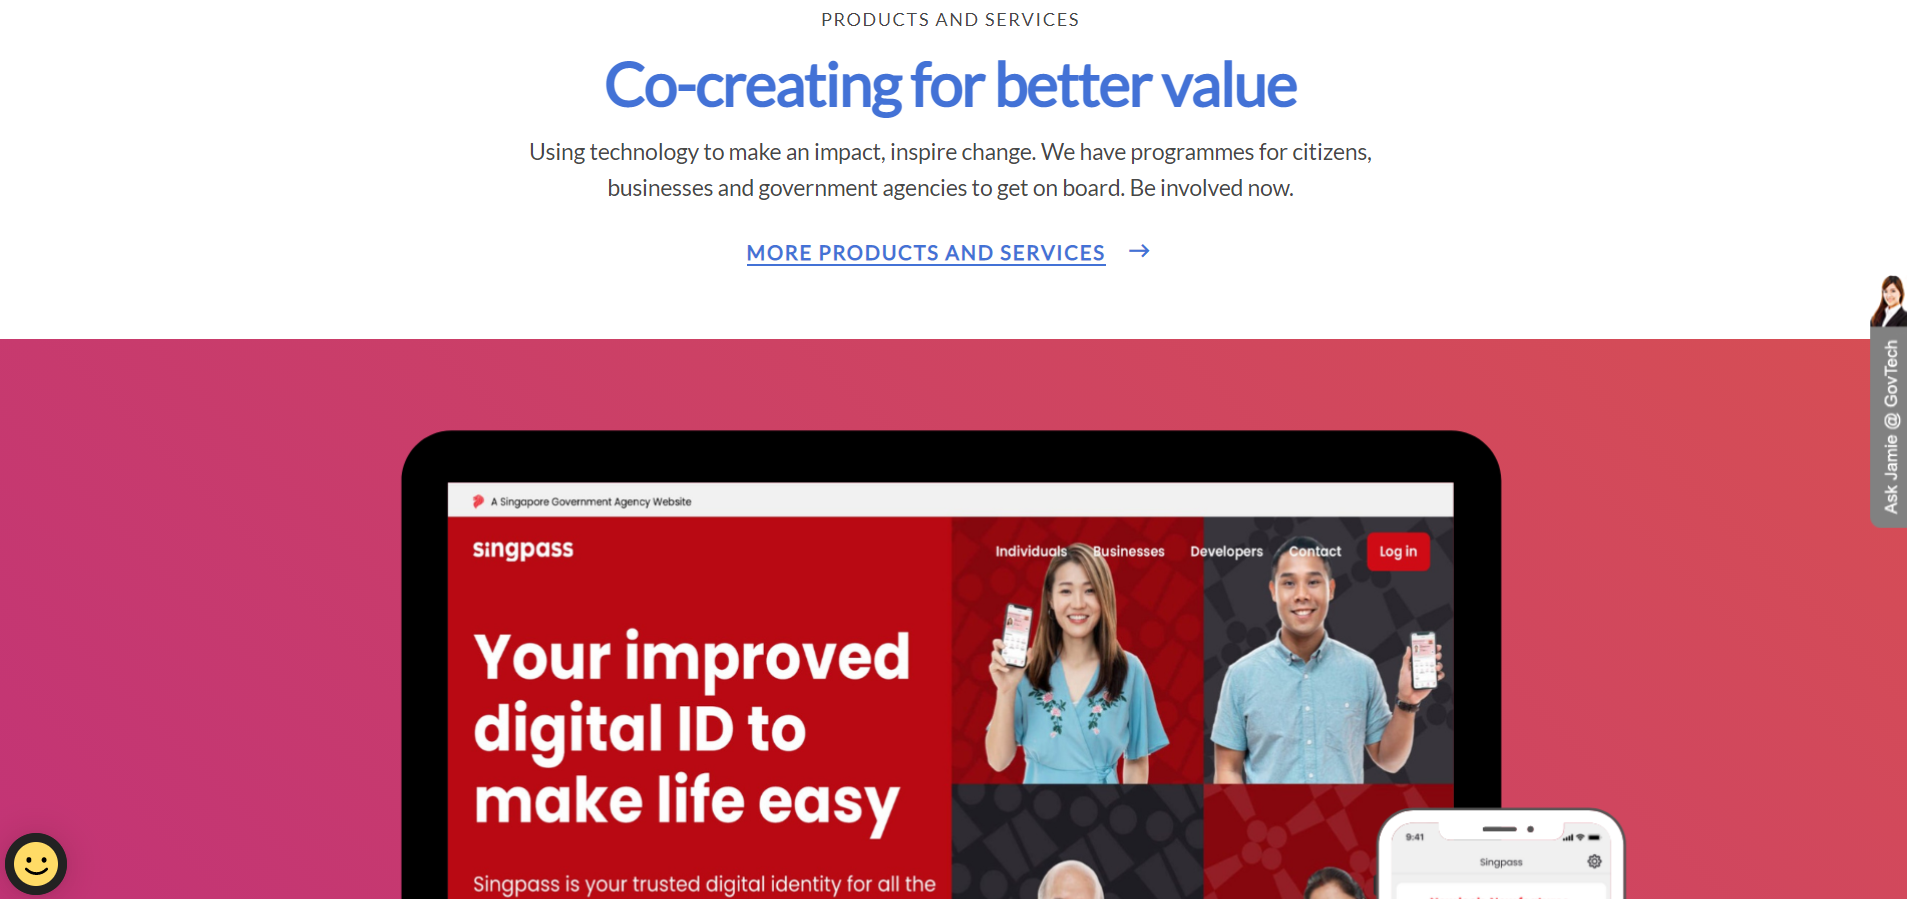 PRODUCTS AND SERVICES
Co-creating for better value
Using technology to make an impact, inspire change. We have programmes for citizens,
businesses and government agencies to get on board. Be involved now.
MORE PRODUCTS AND SERVICES →
Ask Jamie @ GovTech
A Singapore Government Agency Website
singpass
Individuals Businesses Developers Contact Log in
Your improved
digital ID to
make life easy
Singpass is your trusted digital identity for all the
9:41
Singpass